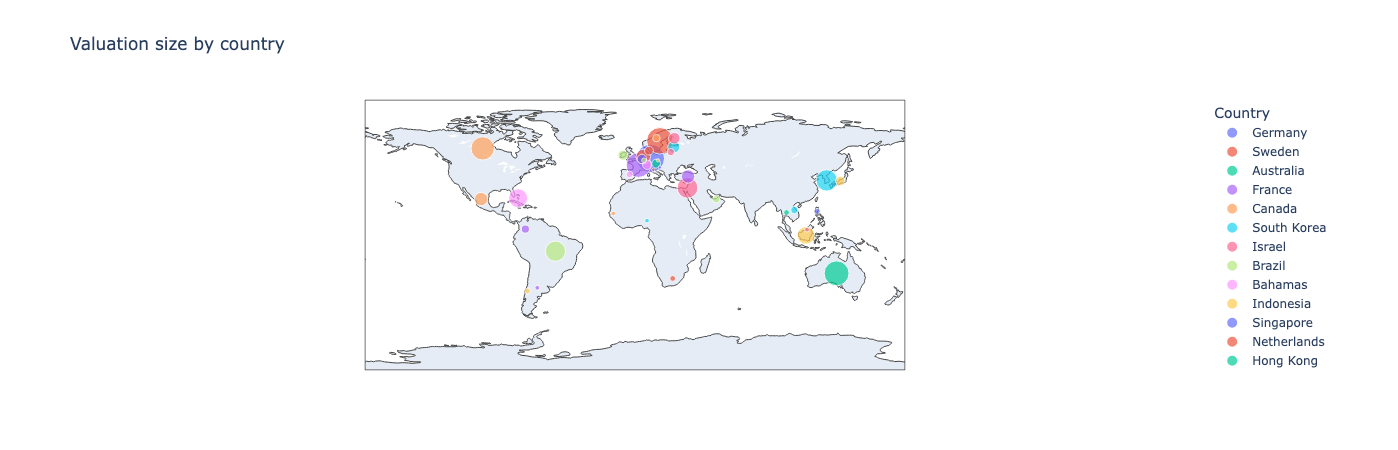 Valuation size by country
Country
Germany
Sweden
Australia
France
Canada
South Korea
Israel
Brazil
Bahamas
Indonesia
Singapore
Netherlands
Hong Kong